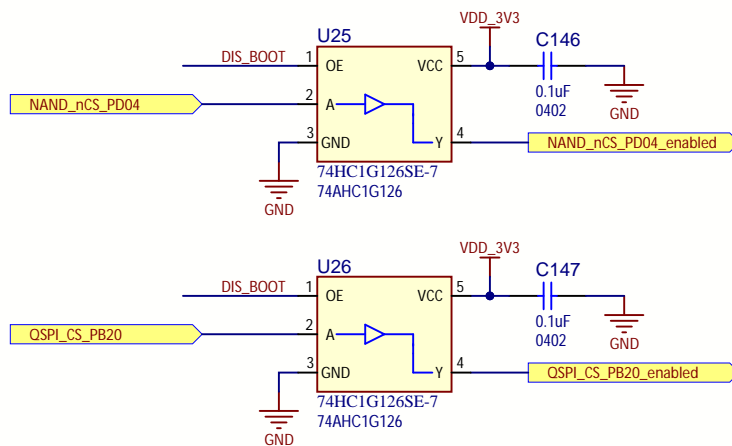 VDD_3V3
U25
C146
DIS_BOOT
1
OE
VCC
5
0.1uF
0402
GND
NAND_nCS_PD04
2
A
3
GND
Y
4
NAND_nCS_PD04_enabled
GND
74HC1G126SE-7
74AHC1G126
VDD_3V3
U26
C147
DIS_BOOT
1
OE
VCC
5
0.1uF
0402
GND
QSPI_CS_PB20
2
A
3
GND
Y
4
QSPI_CS_PB20_enabled
GND
74HC1G126SE-7
74AHC1G126